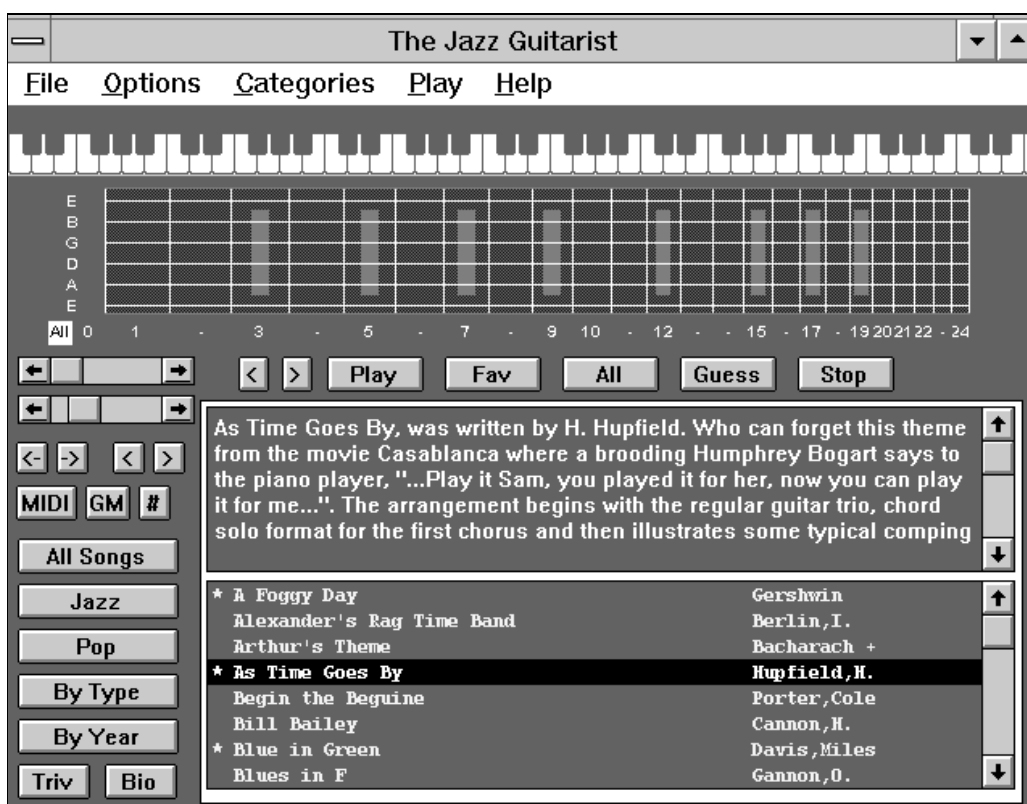 The Jazz Guitarist
File Options Categories Play Help
E
B
G
D
A
E
All 0 1 - 3 - 5 - 7 - 9 10 - 12 - - 15 - 17 - 19 20 21 22 - 24
< > Play Fav All Guess Stop
As Time Goes By, was written by H. Hupfield. Who can forget this theme
from the movie Casablanca where a brooding Humphrey Bogart says to
the piano player, "...Play it Sam, you played it for her, now you can play
it for me...". The arrangement begins with the regular guitar trio, chord
solo format for the first chorus and then illustrates some typical comping
<- -> < >
MIDI GM #
All Songs
Jazz
Pop
By Type
By Year
Triv Bio
* A Foggy Day Gershwin
Alexander's Rag Time Band Berlin,I.
Arthur's Theme Bacharach +
* As Time Goes By Hupfield,H.
Begin the Beguine Porter,Cole
Bill Bailey Cannon,H.
* Blue in Green Davis,Miles
Blues in F Gannon,O.